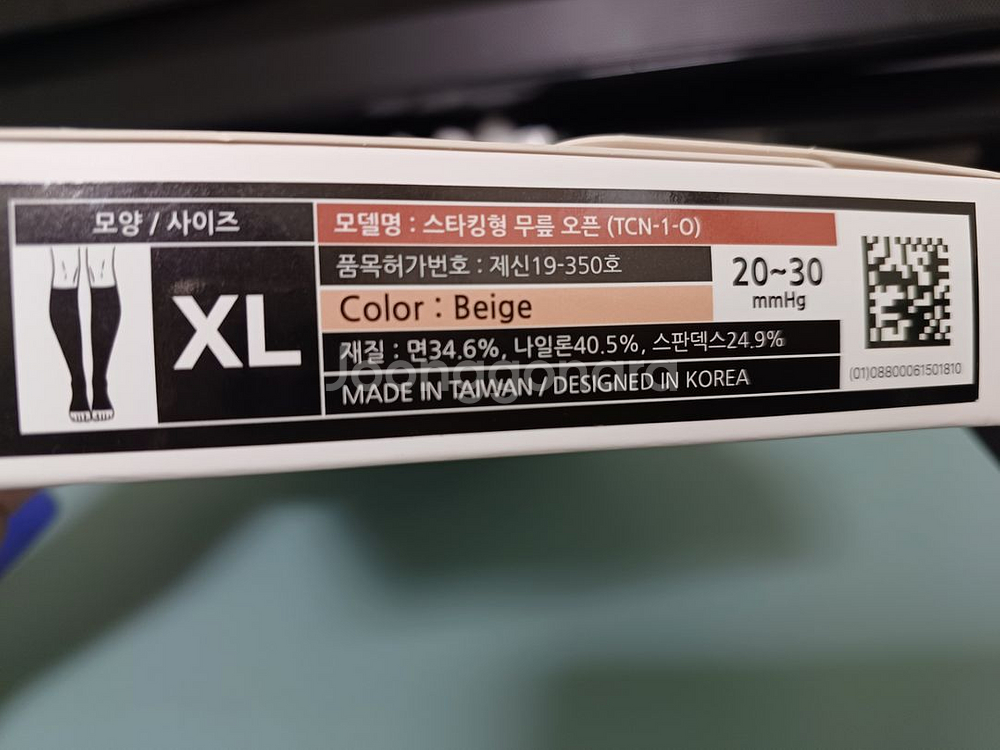 모양 / 사이즈
XL
모델명 : 스타킹형 무릎 오픈 (TCN-1-O)
품목허가번호 : 제신19-350호
Color : Beige
20~30
mmHg
재질 : 면34.6%, 나일론40.5%, 스판덱스24.9%
MADE IN TAIWAN / DESIGNED IN KOREA
(01)08800061501810
Joonggonara